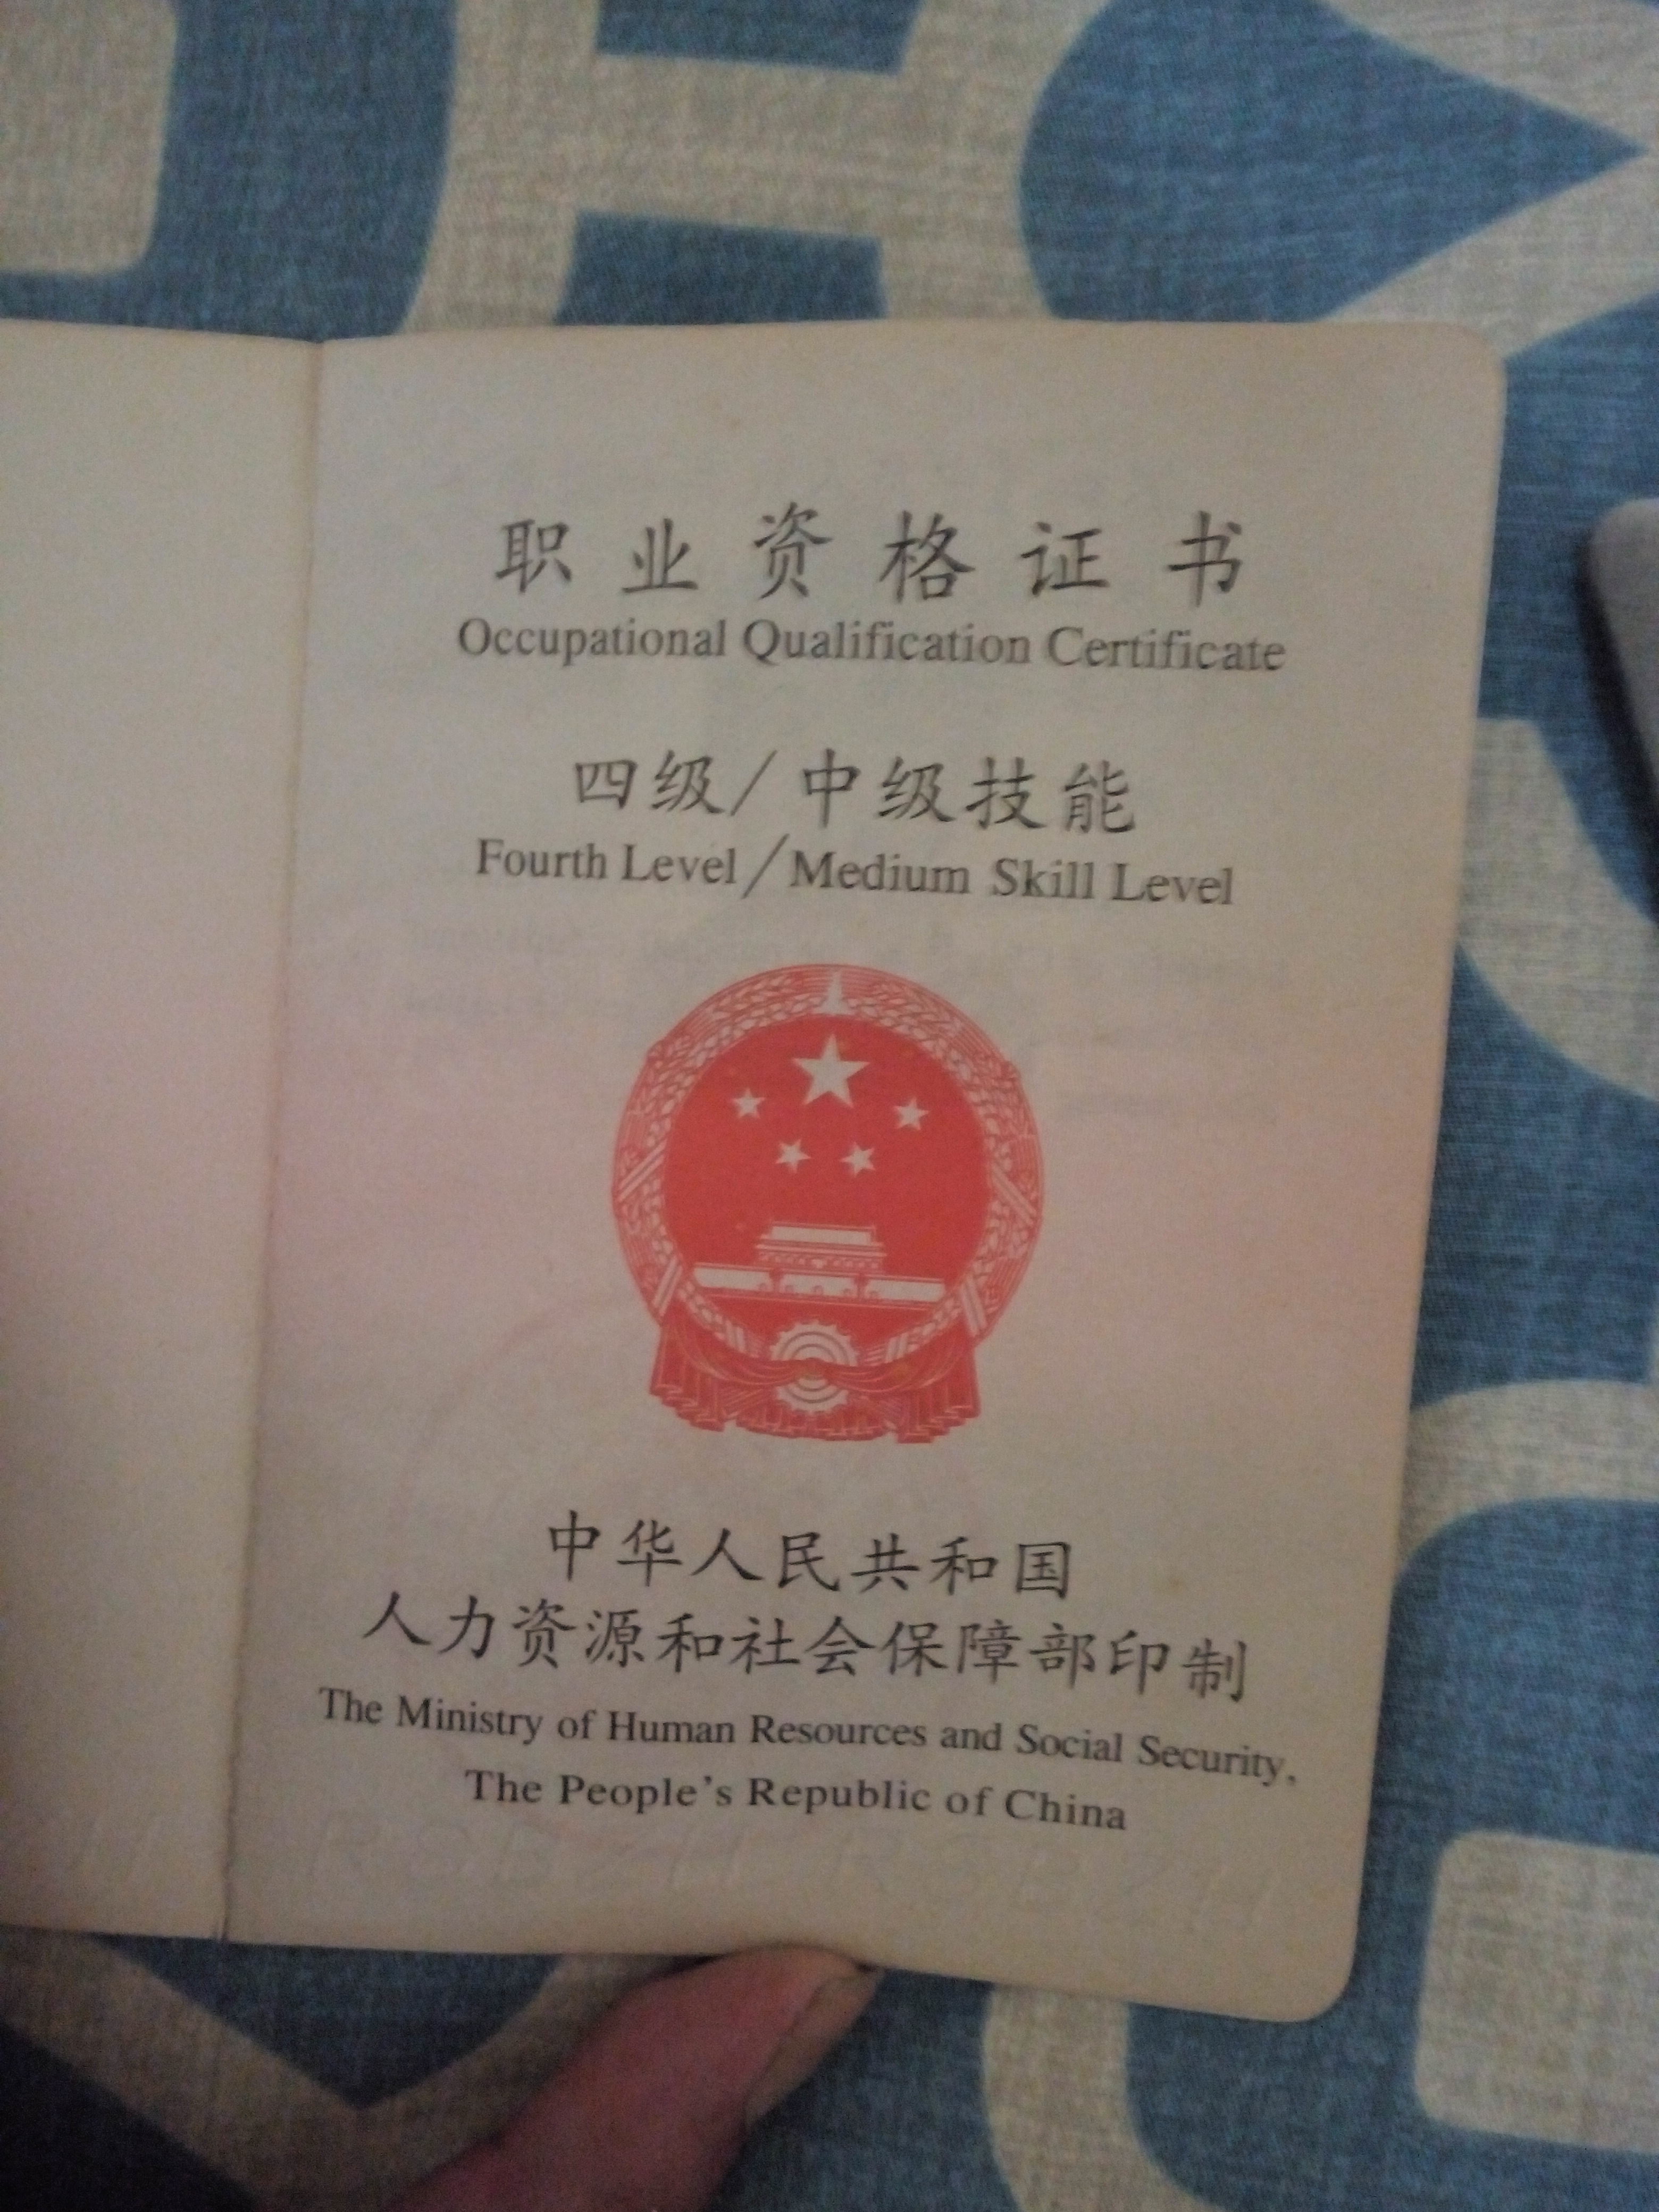 职业资格证书
Occupational Qualification Certificate
四级/中级技能
Fourth Level/Medium Skill Level
中华人民共和国
人力资源和社会保障部印制
The Ministry of Human Resources and Social Security,
The People's Republic of China